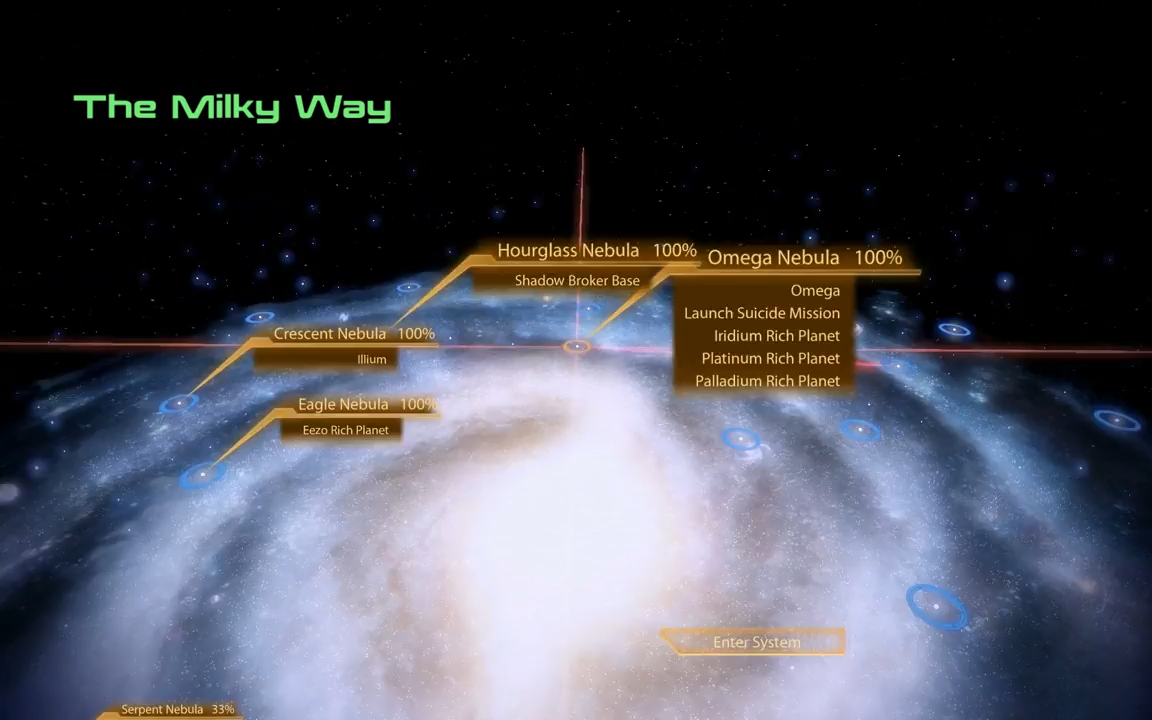 The Milky Way
Hourglass Nebula 100%
Shadow Broker Base
Omega Nebula 100%
Omega
Launch Suicide Mission
Iridium Rich Planet
Platinum Rich Planet
Palladium Rich Planet
Crescent Nebula 100%
Illium
Eagle Nebula 100%
Eezo Rich Planet
Enter System
Serpent Nebula 33%